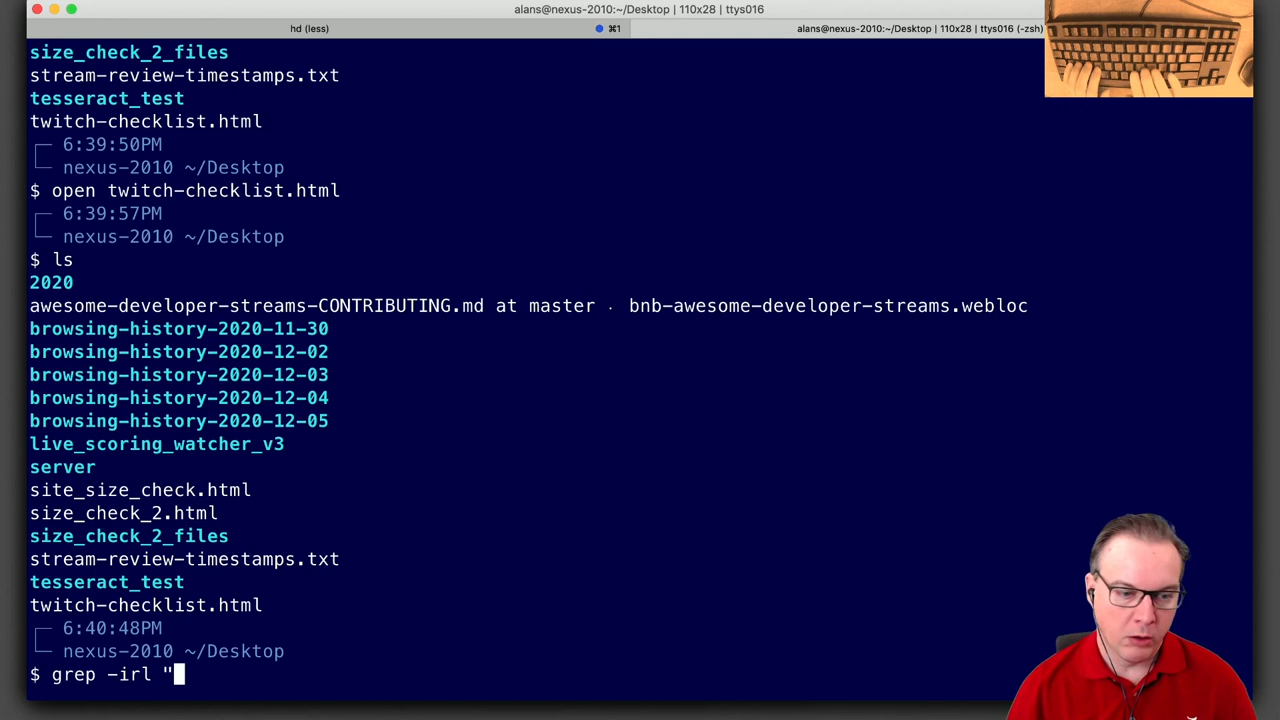 alans@nexus-2010:~/Desktop | 110x28 | ttys016
hd (less)
⌘1
alans@nexus-2010:~/Desktop | 110x28 | ttys016 (-zsh)
size_check_2_files
stream-review-timestamps.txt
tesseract_test
twitch-checklist.html
6:39:50PM
nexus-2010 ~/Desktop
$ open twitch-checklist.html
6:39:57PM
nexus-2010 ~/Desktop
$ ls
2020
awesome-developer-streams-CONTRIBUTING.md at master · bnb-awesome-developer-streams.webloc
browsing-history-2020-11-30
browsing-history-2020-12-02
browsing-history-2020-12-03
browsing-history-2020-12-04
browsing-history-2020-12-05
live_scoring_watcher_v3
server
site_size_check.html
size_check_2.html
size_check_2_files
stream-review-timestamps.txt
tesseract_test
twitch-checklist.html
6:40:48PM
nexus-2010 ~/Desktop
$ grep -irl "